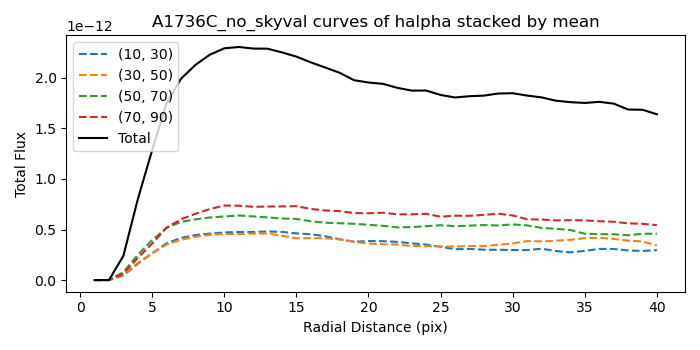 A1736C_no_skyval curves of halpha stacked by mean
1e−12
(10, 30)
(30, 50)
(50, 70)
(70, 90)
Total
Total Flux
2.0
1.5
1.0
0.5
0.0
0 5 10 15 20 25 30 35 40
Radial Distance (pix)